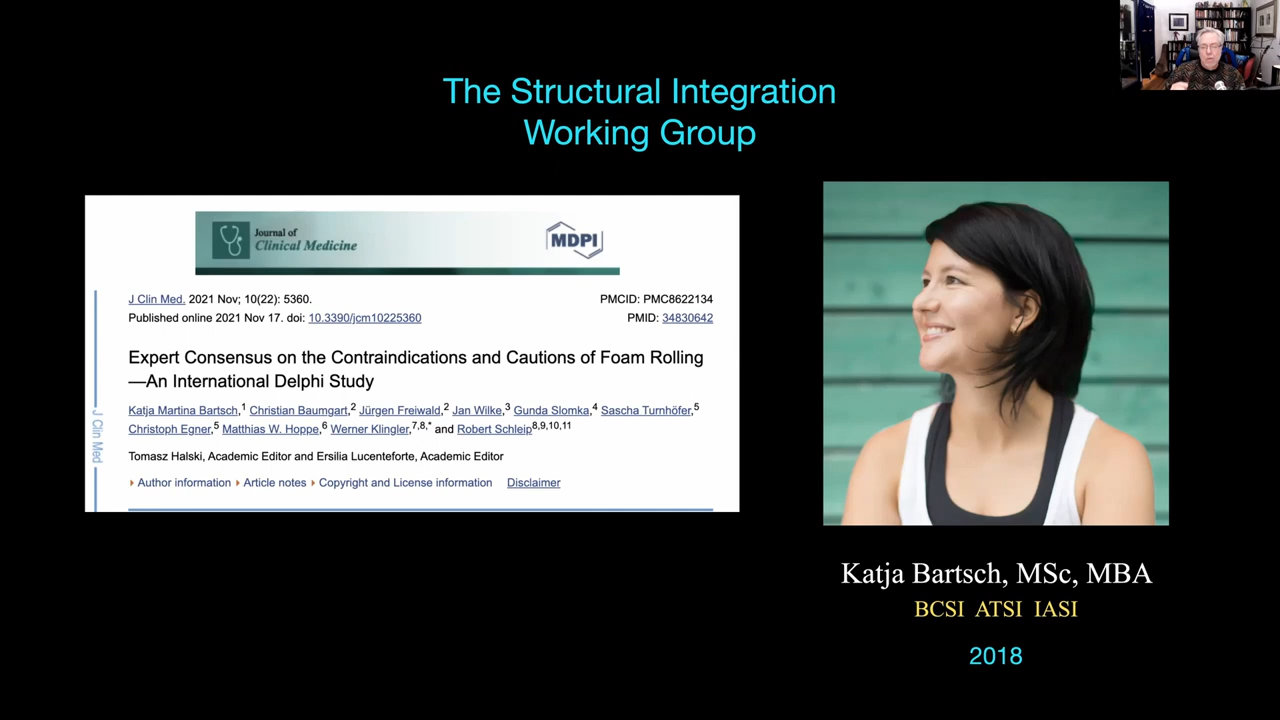 The Structural Integration
Working Group
Journal of
Clinical Medicine
MDPI
J Clin Med. 2021 Nov; 10(22): 5360.
PMCID: PMC8622134
Published online 2021 Nov 17. doi: 10.3390/jcm10225360
PMID: 34830642
Expert Consensus on the Contraindications and Cautions of Foam Rolling
—An International Delphi Study
Katja Martina Bartsch,1 Christian Baumgart,2 Jürgen Freiwald,2 Jan Wilke,3 Gunda Slomka,4 Sascha Turnhöfer,5
Christoph Egner,5 Matthias W. Hoppe,6 Werner Klingler,7,8,* and Robert Schleip8,9,10,11
Tomasz Halski, Academic Editor and Ersilia Lucenteforte, Academic Editor
Author information Article notes Copyright and License information Disclaimer
J Clin Med
Katja Bartsch, MSc, MBA
BCSI ATSI IASI
2018